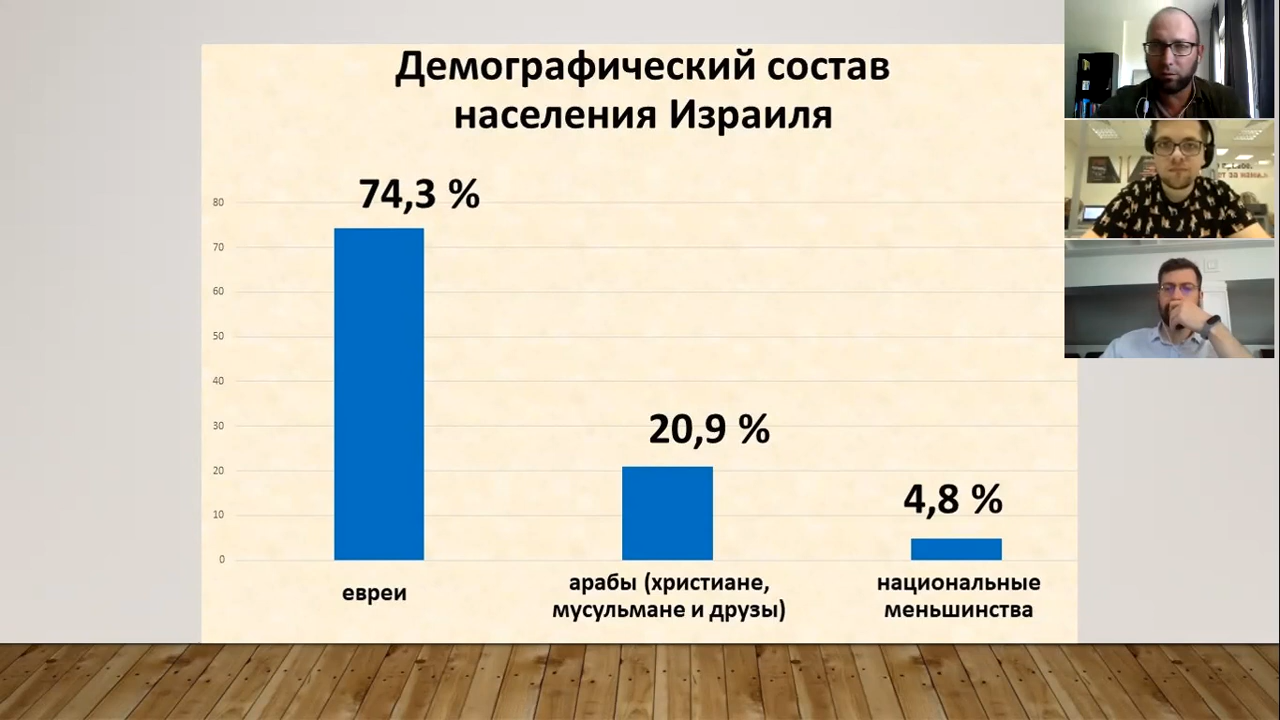 Демографический состав
населения Израиля
74,3 %
20,9 %
4,8 %
80
70
60
50
40
30
20
10
0
евреи
арабы (христиане,
мусульмане и друзы)
национальные
меньшинства